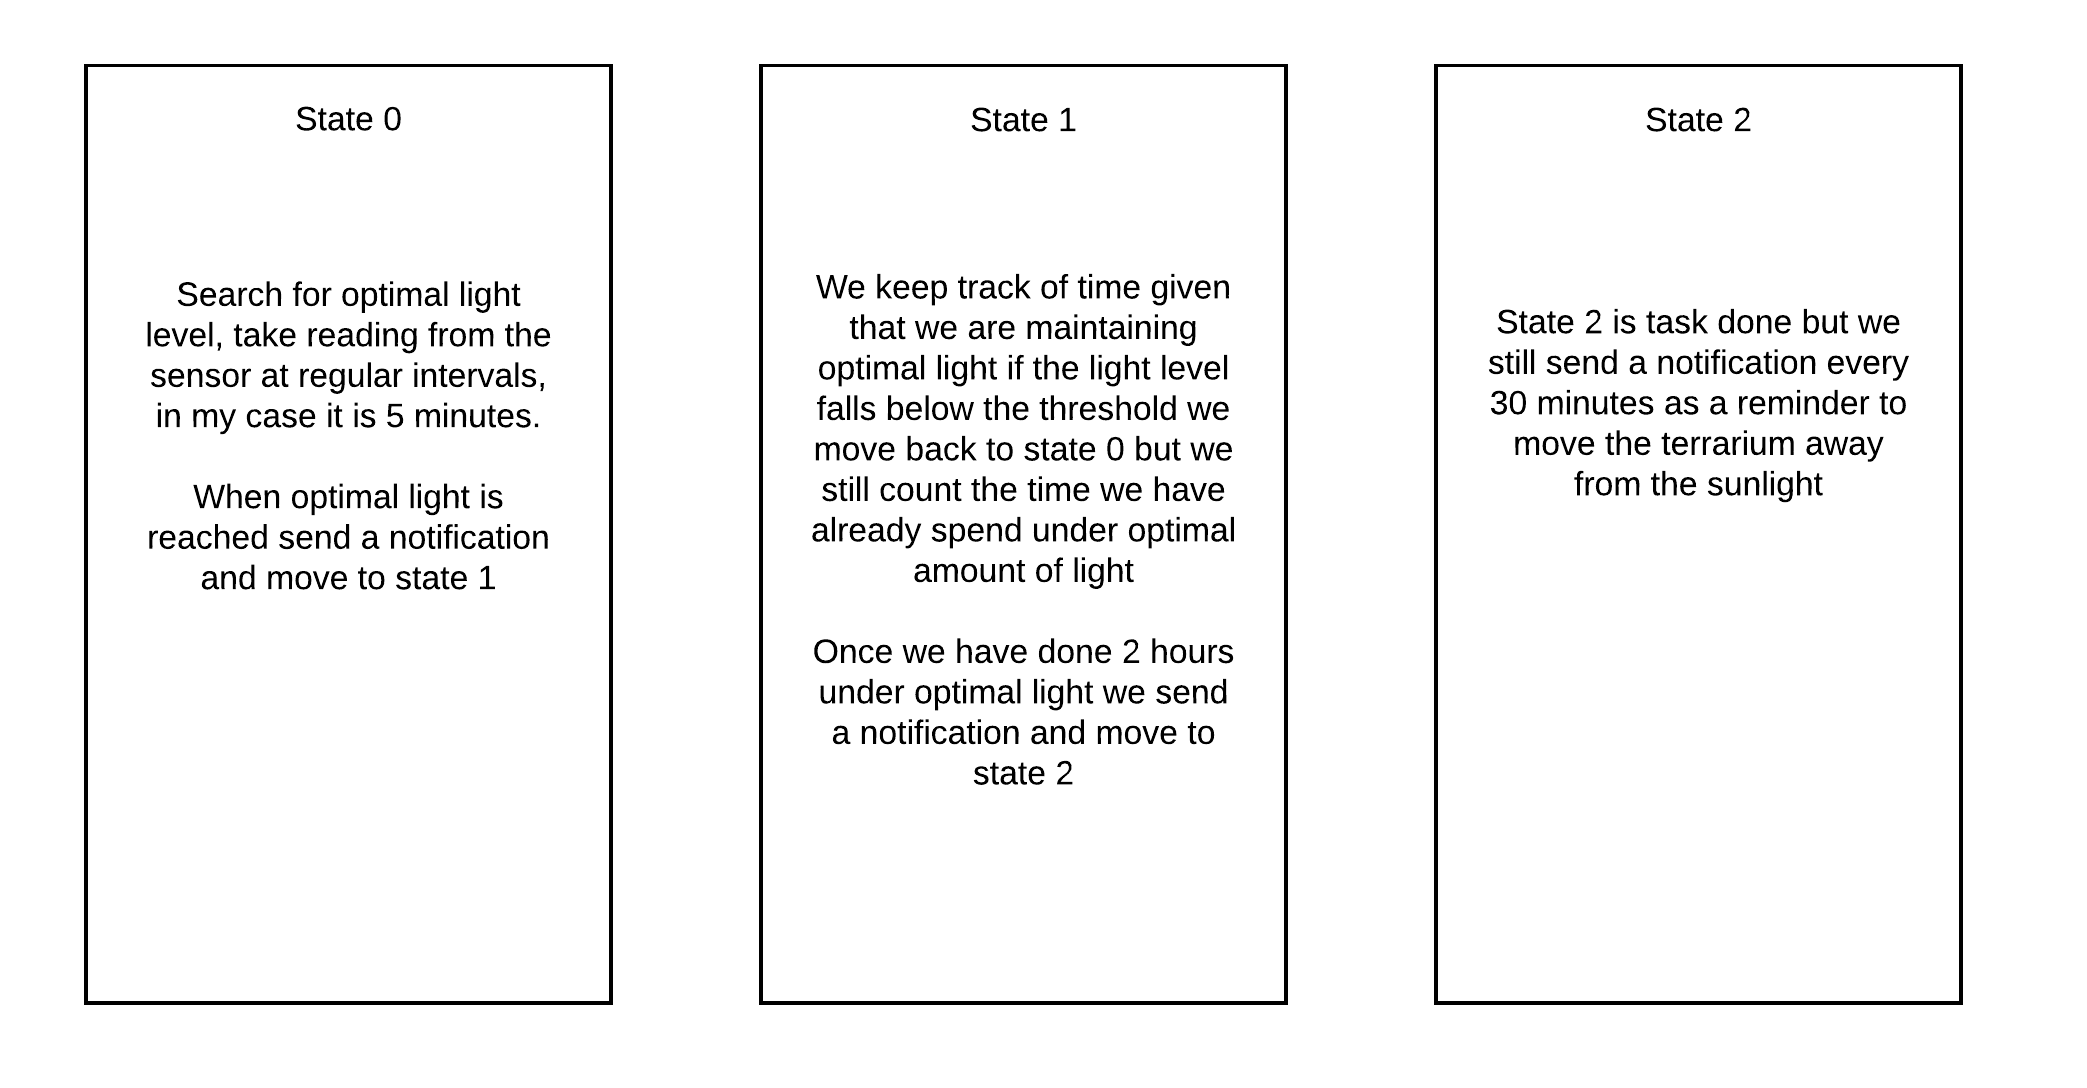 State 0
Search for optimal light
level, take reading from the
sensor at regular intervals,
in my case it is 5 minutes.
When optimal light is
reached send a notification
and move to state 1
State 1
We keep track of time given
that we are maintaining
optimal light if the light level
falls below the threshold we
move back to state 0 but we
still count the time we have
already spend under optimal
amount of light
Once we have done 2 hours
under optimal light we send
a notification and move to
state 2
State 2
State 2 is task done but we
still send a notification every
30 minutes as a reminder to
move the terrarium away
from the sunlight